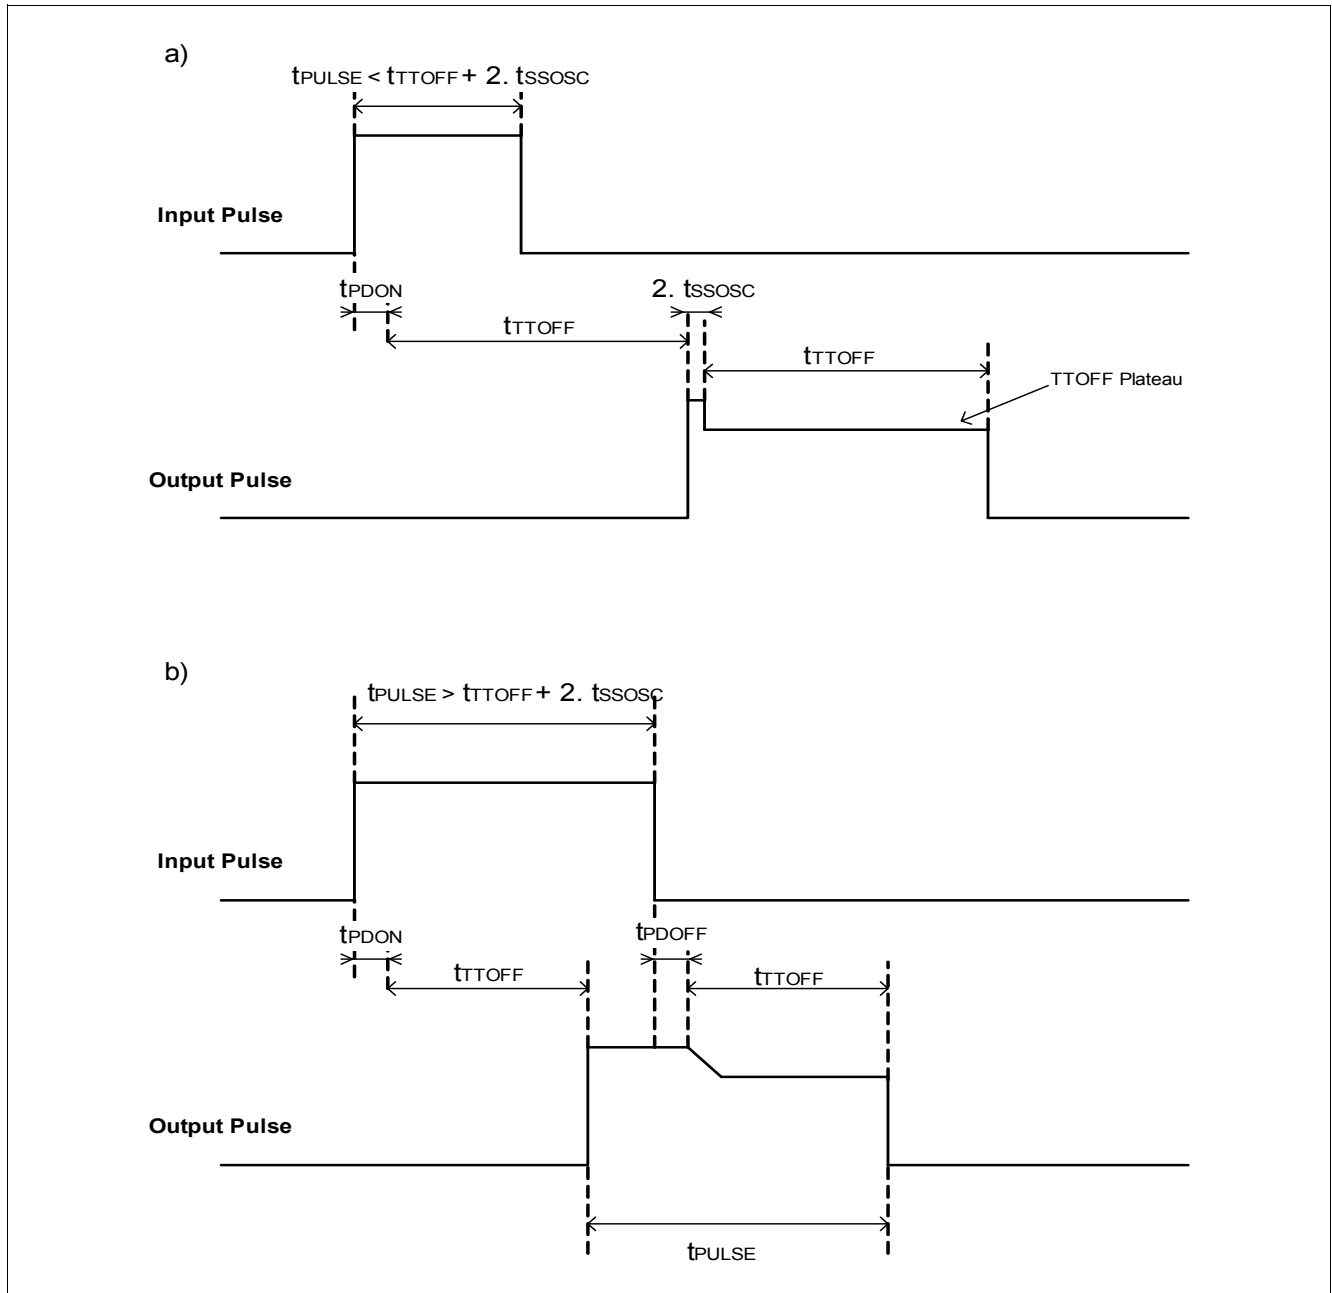 a)
tPULSE < tTTOFF + 2. tSSOSC
Input Pulse
tPDON
2. tSSOSC
tTTOFF
tTTOFF
TTOFF Plateau
Output Pulse
b)
tPULSE > tTTOFF + 2. tSSOSC
Input Pulse
tPDON
tPDOFF
tTTOFF
tTTOFF
Output Pulse
tPULSE